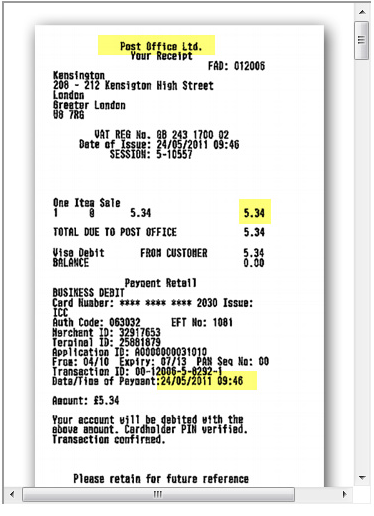 Post Office Ltd.
Your Receipt
FAD: 012006
Kensington
208 - 212 Kensigton High Street
London
Greater London
W8 7RG
VAT REG No. GB 243 1700 02
Date of Issue: 24/05/2011 09:46
SESSION: 5-10557
One Item Sale
1 @ 5.34 5.34
TOTAL DUE TO POST OFFICE 5.34
Visa Debit FROM CUSTOMER 5.34
BALANCE 0.00
Payment Retail
BUSINESS DEBIT
Card Number: **** **** **** 2030 Issue:
ICC
Auth Code: 063032 EFT No: 1081
Merchant ID: 32917653
Terminal ID: 25881879
Application ID: A0000000031010
From: 04/10 Expiry: 07/13 PAN Seq No: 00
Transaction ID: 00-12006-5-8292-1
Date/Time of Payment:24/05/2011 09:46
Amount: £5.34
Your account will be debited with the
above amount. Cardholder PIN verified.
Transaction confirmed.
Please retain for future reference